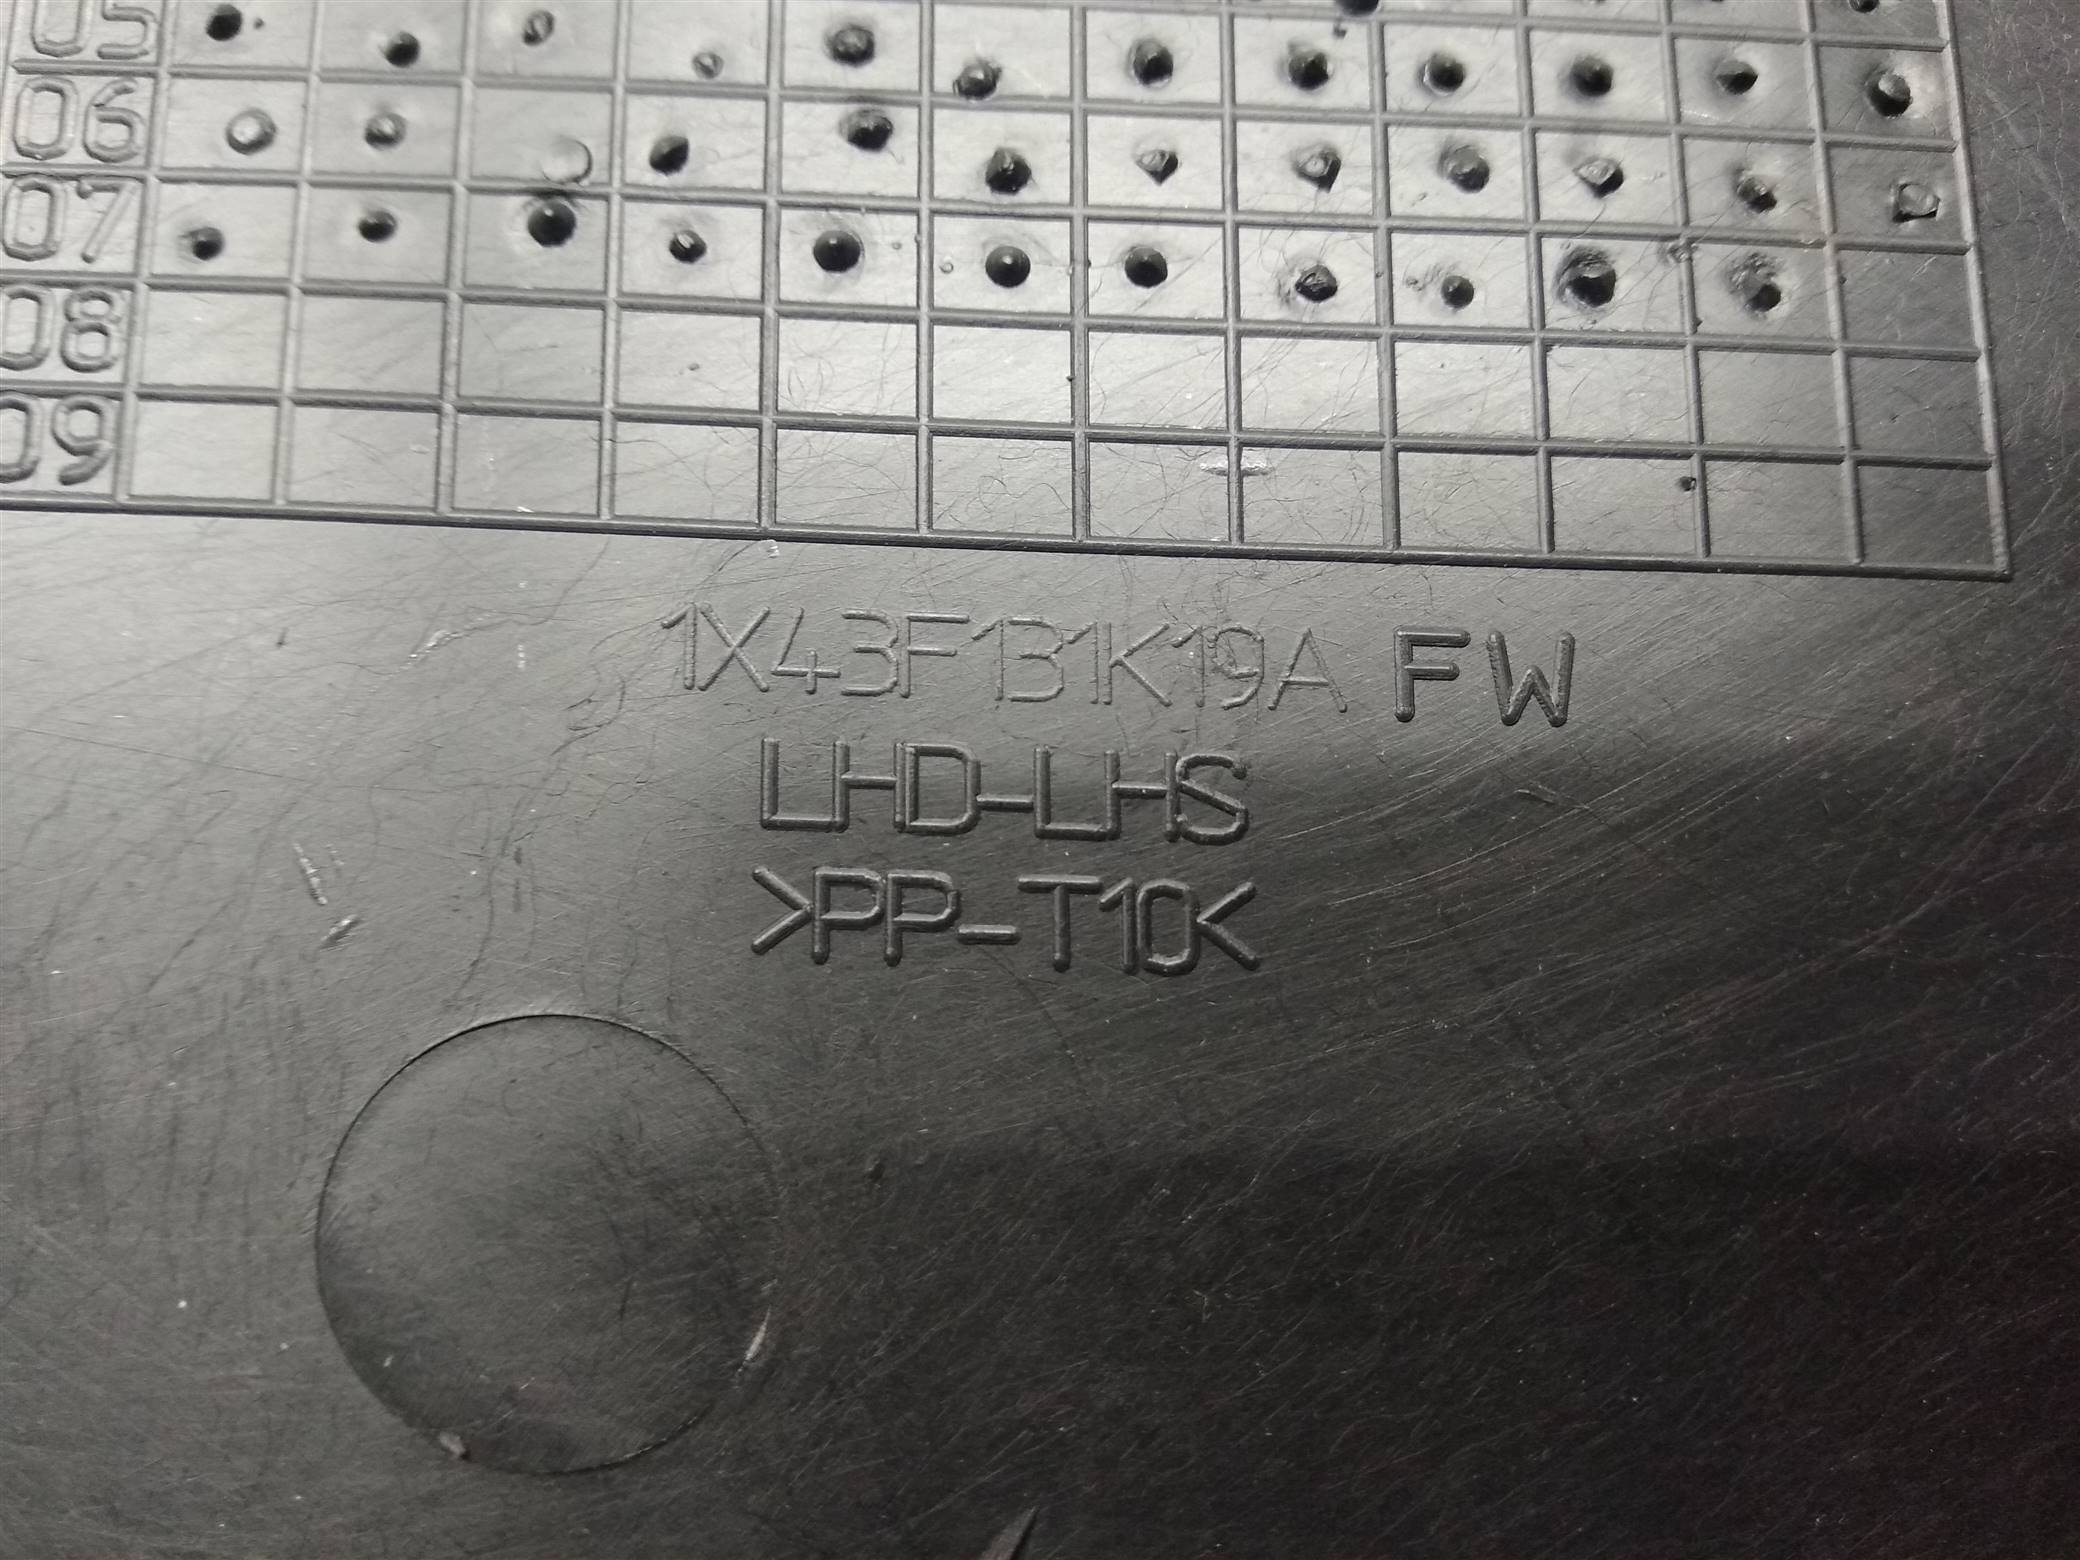 05
06
07
08
09
1X43F131K19A FW
LHD-LHS
>PP-T10<